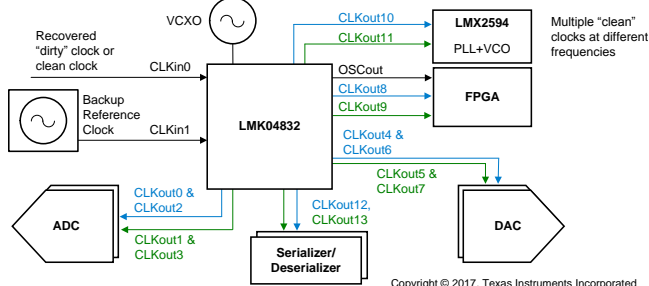 VCXO
Recovered
"dirty" clock or
clean clock
CLKin0
Backup
Reference
Clock
CLKin1
LMK04832
CLKout10
CLKout11
LMX2594
PLL+VCO
Multiple "clean"
clocks at different
frequencies
OSCout
CLKout8
CLKout9
FPGA
CLKout4 &
CLKout6
CLKout5 &
CLKout7
DAC
CLKout0 &
CLKout2
CLKout1 &
CLKout3
ADC
CLKout12,
CLKout13
Serializer/
Deserializer
Copyright © 2017, Texas Instruments Incorporated